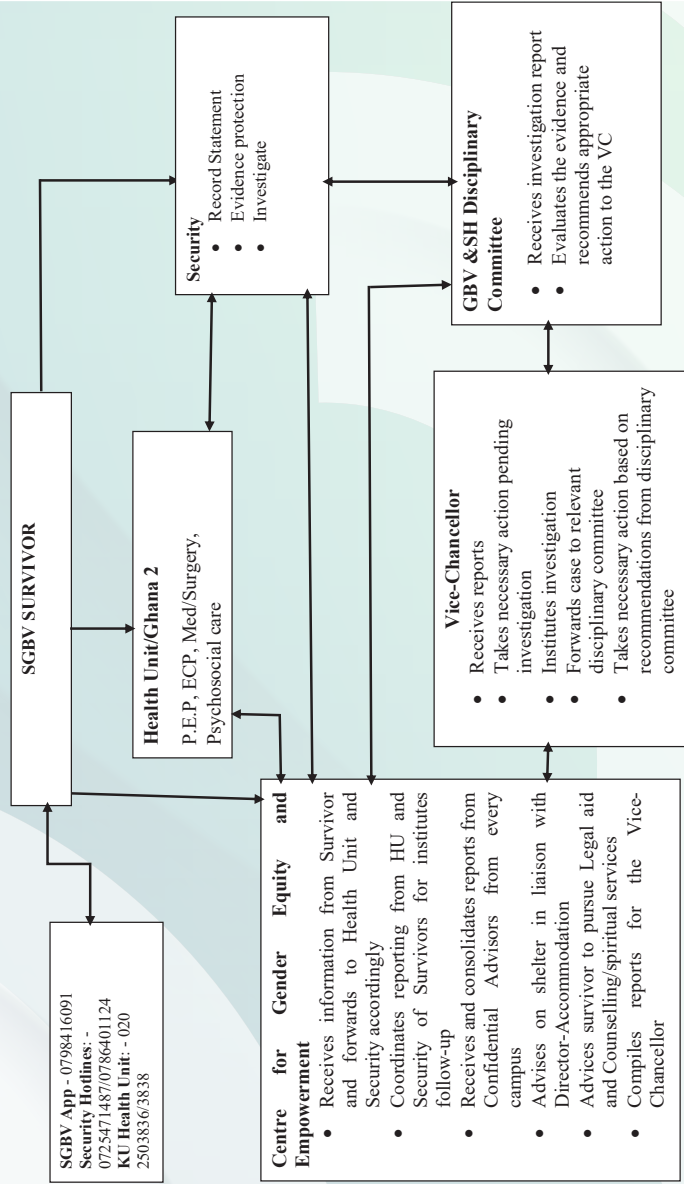 SGBV SURVIVOR
SGBV App - 0798416091
Security Hotlines: -
0725471487/0786401124
KU Health Unit: - 020
2503836/3838
Health Unit/Ghana 2
P.E.P, ECP, Med/Surgery,
Psychosocial care
Security
• Record Statement
• Evidence protection
• Investigate
Centre for Gender Equity and
Empowerment
• Receives information from Survivor
and forwards to Health Unit and
Security accordingly
• Coordinates reporting from HU and
Security of Survivors for institutes
follow-up
• Receives and consolidates reports from
Confidential Advisors from every
campus
• Advises on shelter in liaison with
Director-Accommodation
• Advices survivor to pursue Legal aid
and Counselling/spiritual services
• Compiles reports for the Vice-
Chancellor
Vice-Chancellor
• Receives reports
• Takes necessary action pending
investigation
• Institutes investigation
• Forwards case to relevant
disciplinary committee
• Takes necessary action based on
recommendations from disciplinary
committee
GBV &SH Disciplinary
Committee
• Receives investigation report
• Evaluates the evidence and
recommends appropriate
action to the VC